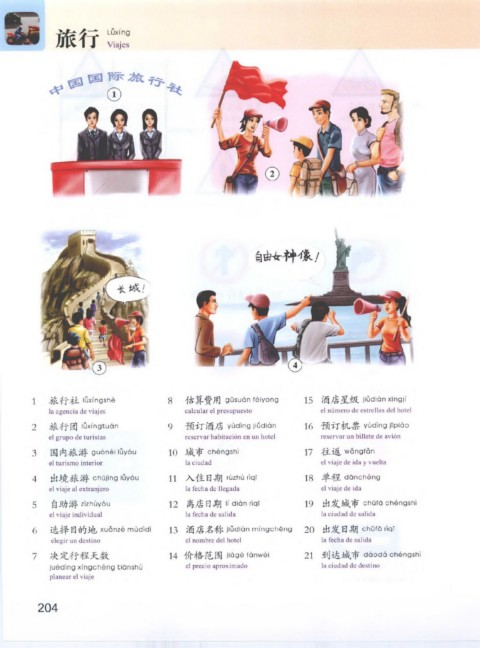 旅行 Lǚxíng
Viajes
中国国际旅行社
1
2
长城!
3
自由女神像!
4
1 旅行社 lǚxíngshè
la agencia de viajes
2 旅行团 lǚxíngtuán
el grupo de turistas
3 国内旅游 guónèi lǚyóu
el turismo interior
4 出境旅游 chūjìng lǚyóu
el viaje al extranjero
5 自助游 zìzhùyóu
el viaje individual
6 选择目的地 xuǎnzé mùdìdì
elegir un destino
7 决定行程天数
juédìng xíngchéng tiānshù
planear el viaje
8 估算费用 gūsuàn fèiyong
calcular el presupuesto
9 预订酒店 yùdìng jiǔdiàn
reservar habitación en un hotel
10 城市 chéngshì
la ciudad
11 入住日期 rùzhù rìqī
la fecha de llegada
12 离店日期 lí diàn rìqī
la fecha de salida
13 酒店名称 jiǔdiàn míngchēng
el nombre del hotel
14 价格范围 jiàgé fànwéi
el precio aproximado
15 酒店星级 jiǔdiàn xīngjí
el número de estrellas del hotel
16 预订机票 yùdìng jīpiào
reservar un billete de avión
17 往返 wǎngfǎn
el viaje de ida y vuelta
18 单程 dānchéng
el viaje de ida
19 出发城市 chūfā chéngshì
la ciudad de salida
20 出发日期 chūfā rìqī
la fecha de salida
21 到达城市 dàodá chéngshì
la ciudad de destino
204